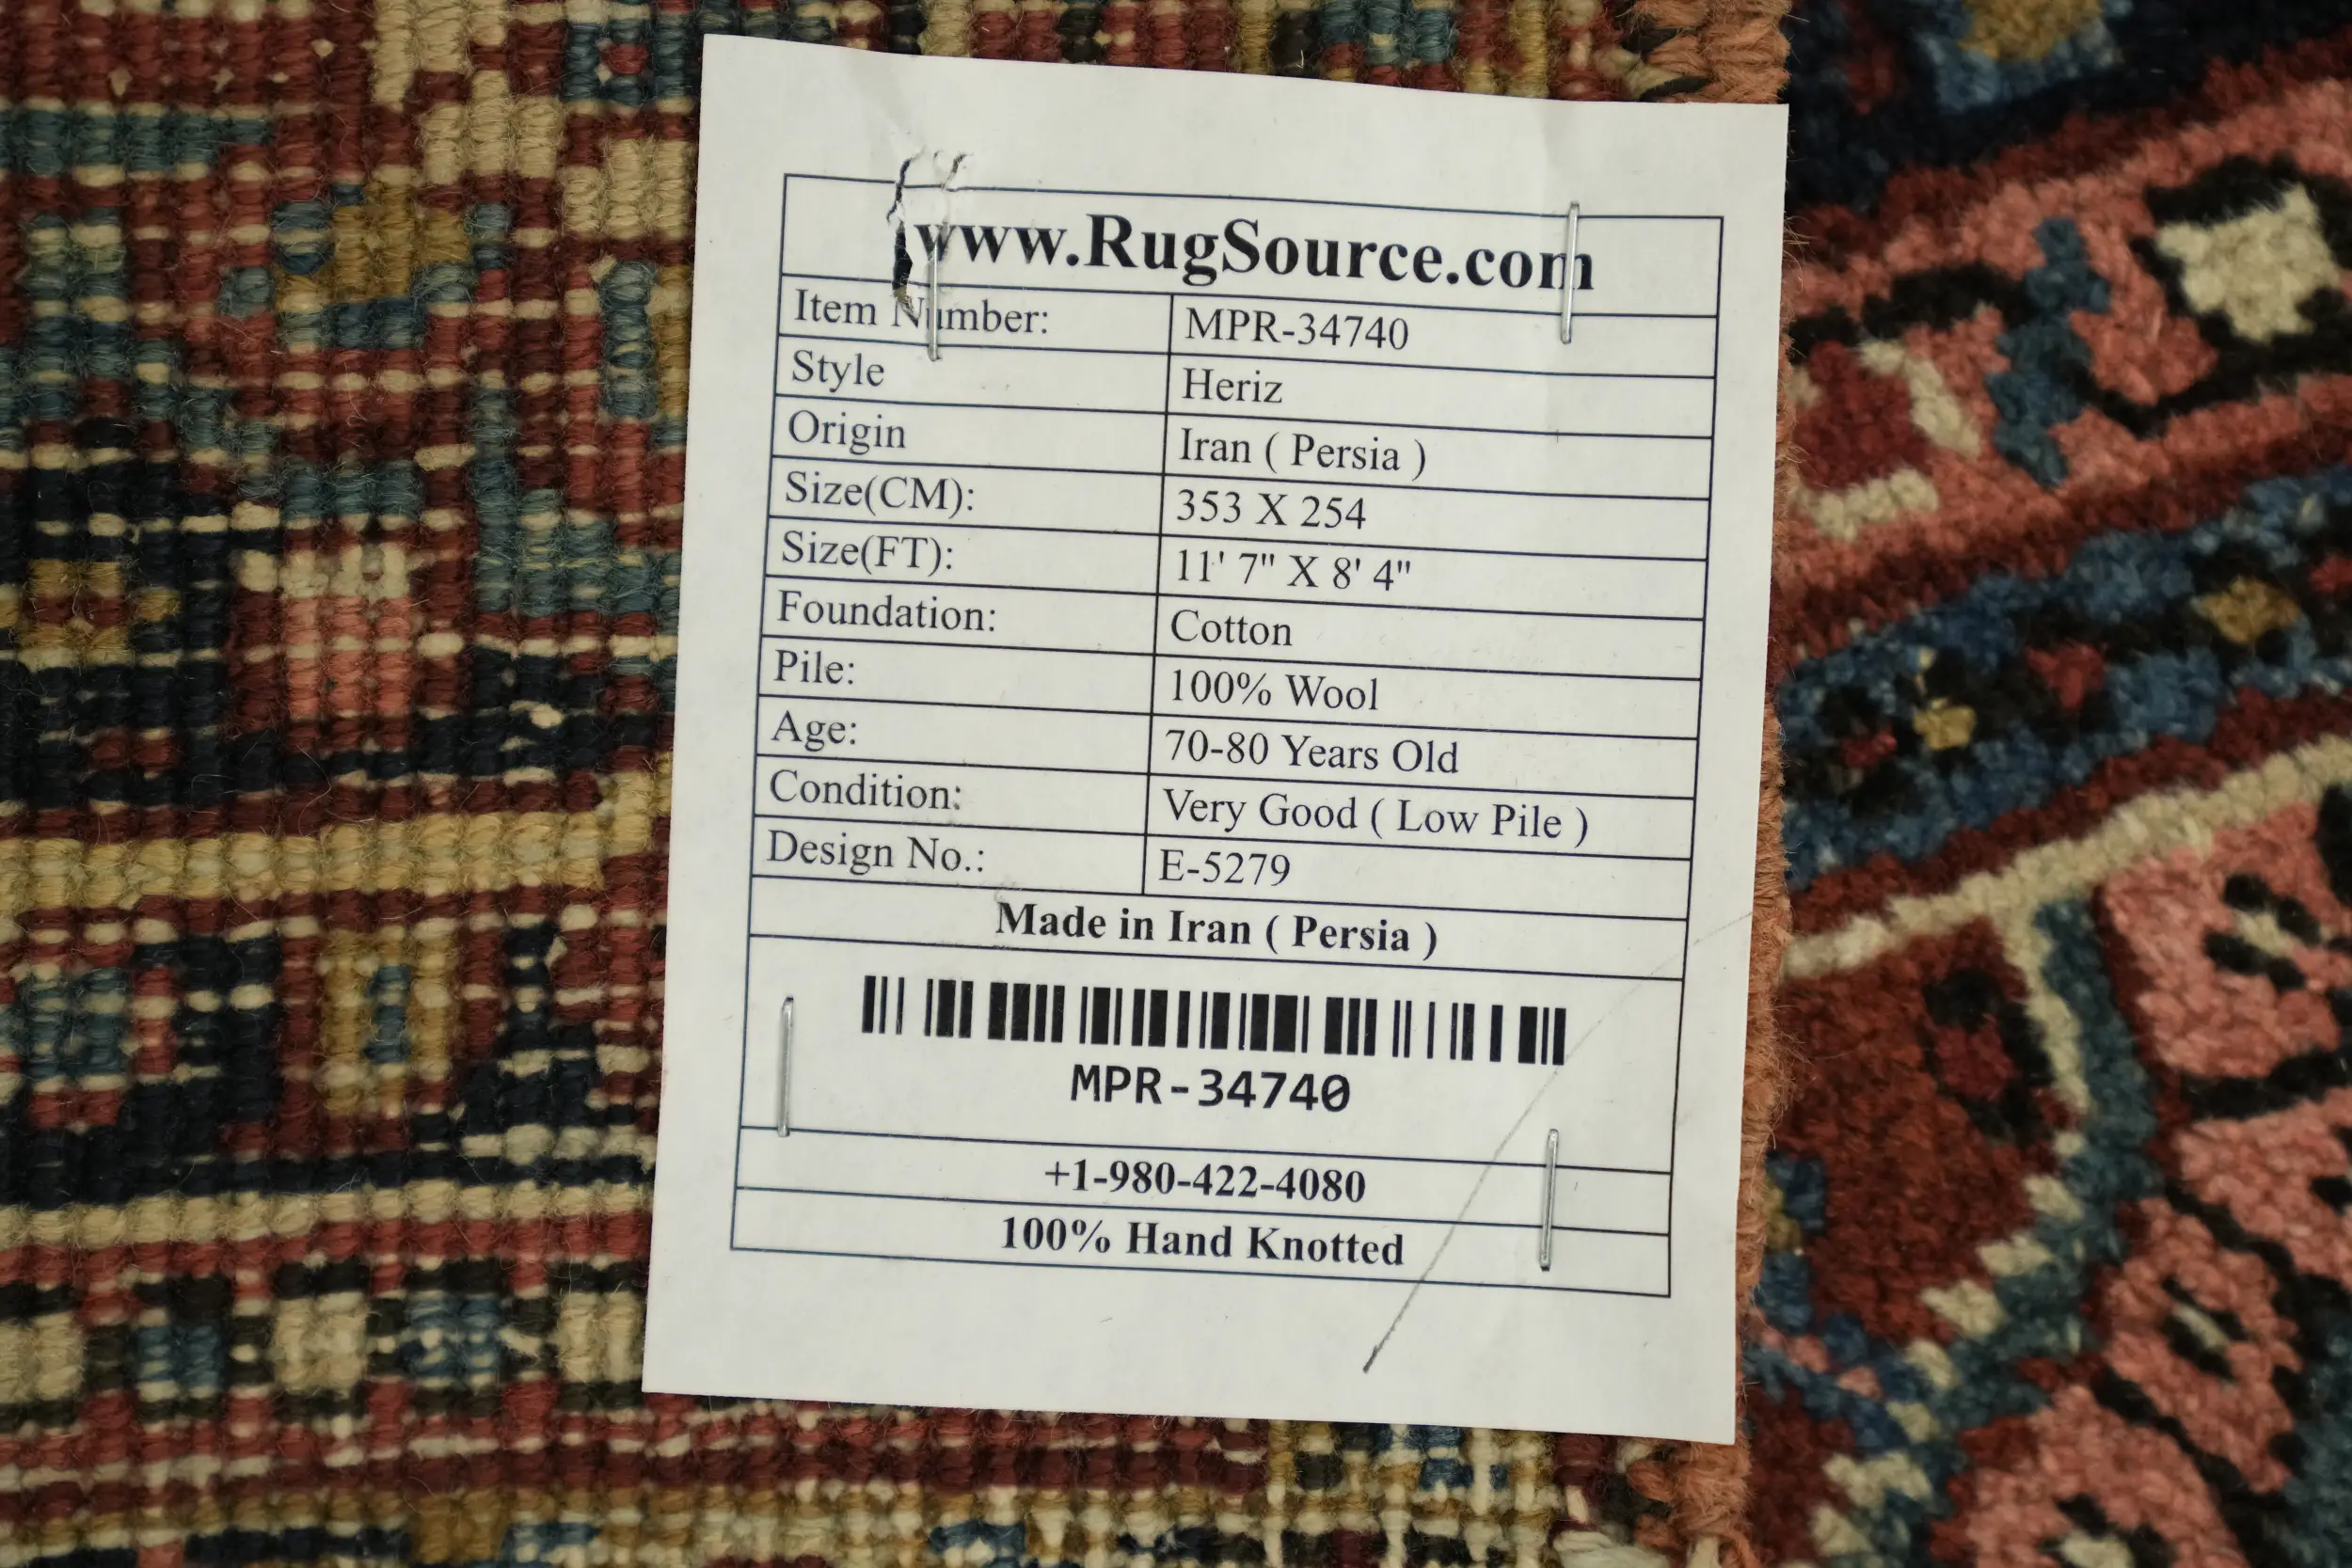 www.RugSource.com
Item Number: MPR-34740
Style Heriz
Origin Iran ( Persia )
Size(CM): 353 X 254
Size(FT): 11' 7" X 8' 4"
Foundation: Cotton
Pile: 100% Wool
Age: 70-80 Years Old
Condition: Very Good ( Low Pile )
Design No.: E-5279
Made in Iran ( Persia )
MPR-34740
+1-980-422-4080
100% Hand Knotted